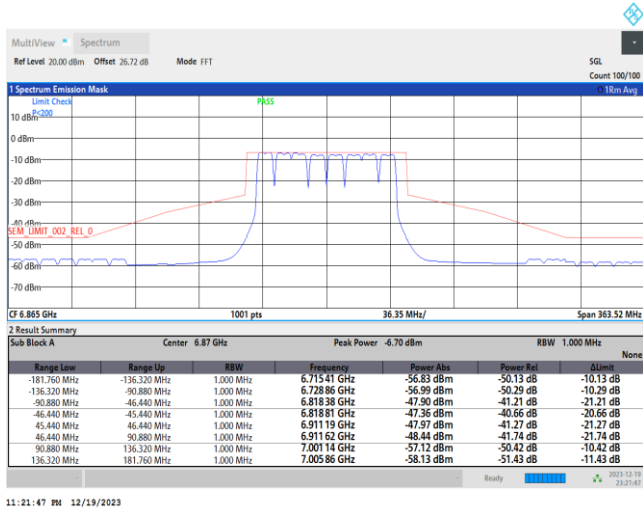 MultiView Spectrum
Ref Level 20.00 dBm Offset 26.72 dB Mode FFT SGL
Count 100/100
1 Spectrum Emission Mask 1Rm Avg
Limit Check PASS
P<200
10 dBm
0 dBm
-10 dBm
-20 dBm
-30 dBm
-40 dBm
SEM_LIMIT_002_REL_0
-50 dBm
-60 dBm
-70 dBm
CF 6.865 GHz 1001 pts 36.35 MHz/ Span 363.52 MHz
2 Result Summary
Sub Block A Center 6.87 GHz Peak Power -6.70 dBm RBW 1.000 MHz
None
Range Low Range Up RBW Frequency Power Abs Power Rel ΔLimit
-181.760 MHz -136.320 MHz 1.000 MHz 6.71541 GHz -56.83 dBm -50.13 dB -10.13 dB
-136.320 MHz -90.880 MHz 1.000 MHz 6.72886 GHz -56.99 dBm -50.29 dB -10.29 dB
-90.880 MHz -46.440 MHz 1.000 MHz 6.81838 GHz -47.90 dBm -41.21 dB -21.21 dB
-46.440 MHz -45.440 MHz 1.000 MHz 6.81881 GHz -47.36 dBm -40.66 dB -20.66 dB
45.440 MHz 46.440 MHz 1.000 MHz 6.91119 GHz -47.97 dBm -41.27 dB -21.27 dB
46.440 MHz 90.880 MHz 1.000 MHz 6.91162 GHz -48.44 dBm -41.74 dB -21.74 dB
90.880 MHz 136.320 MHz 1.000 MHz 7.00114 GHz -57.12 dBm -50.42 dB -10.42 dB
136.320 MHz 181.760 MHz 1.000 MHz 7.00586 GHz -58.13 dBm -51.43 dB -11.43 dB
Ready 2023-12-19
23:21:47
11:21:47 PM 12/19/2023